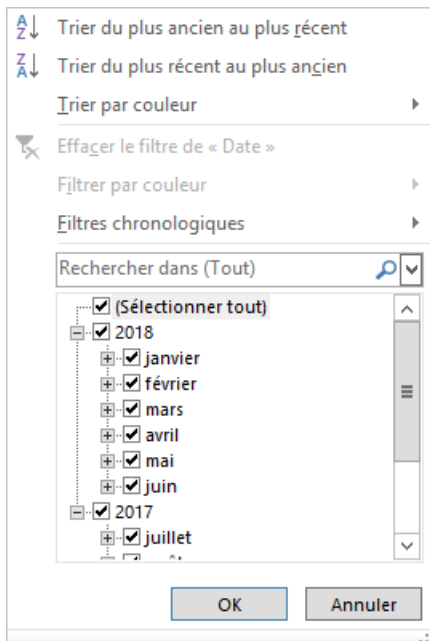 Trier du plus ancien au plus récent
Trier du plus récent au plus ancien
Trier par couleur
Effacer le filtre de « Date »
Filtrer par couleur
Filtres chronologiques
Rechercher dans (Tout)
(Sélectionner tout)
2018
janvier
février
mars
avril
mai
juin
2017
juillet
OK Annuler